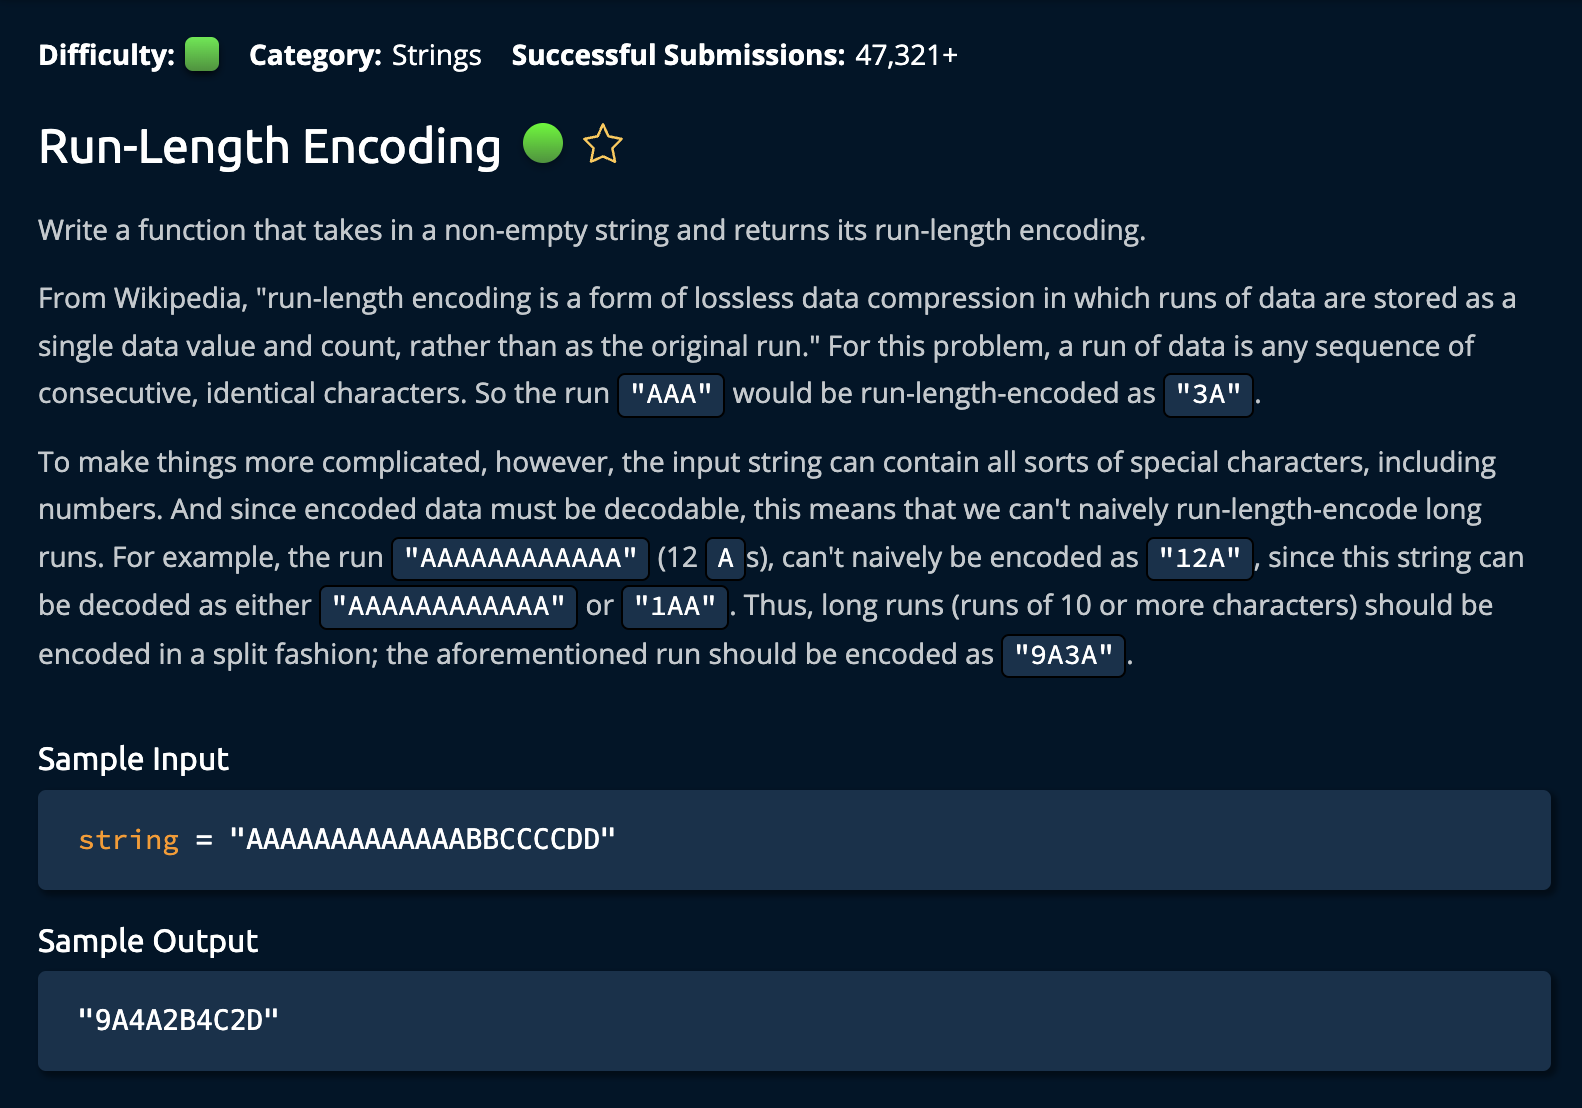 Difficulty: Category: Strings Successful Submissions: 47,321+
Run-Length Encoding
Write a function that takes in a non-empty string and returns its run-length encoding.
From Wikipedia, "run-length encoding is a form of lossless data compression in which runs of data are stored as a
single data value and count, rather than as the original run." For this problem, a run of data is any sequence of
consecutive, identical characters. So the run "AAA" would be run-length-encoded as "3A".
To make things more complicated, however, the input string can contain all sorts of special characters, including
numbers. And since encoded data must be decodable, this means that we can't naively run-length-encode long
runs. For example, the run "AAAAAAAAAAAA" (12 As), can't naively be encoded as "12A", since this string can
be decoded as either "AAAAAAAAAAAA" or "1AA". Thus, long runs (runs of 10 or more characters) should be
encoded in a split fashion; the aforementioned run should be encoded as "9A3A".
Sample Input
string = "AAAAAAAAAAAAABBCCCCDD"
Sample Output
"9A4A2B4C2D"